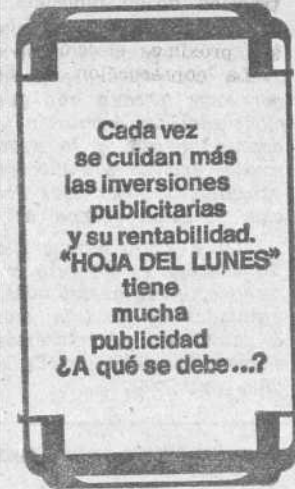 Cada vez
se cuidan más
las inversiones
publicitarias
y su rentabilidad.
“HOJA DEL LUNES”
tiene
mucha
publicidad
¿A qué se debe...?